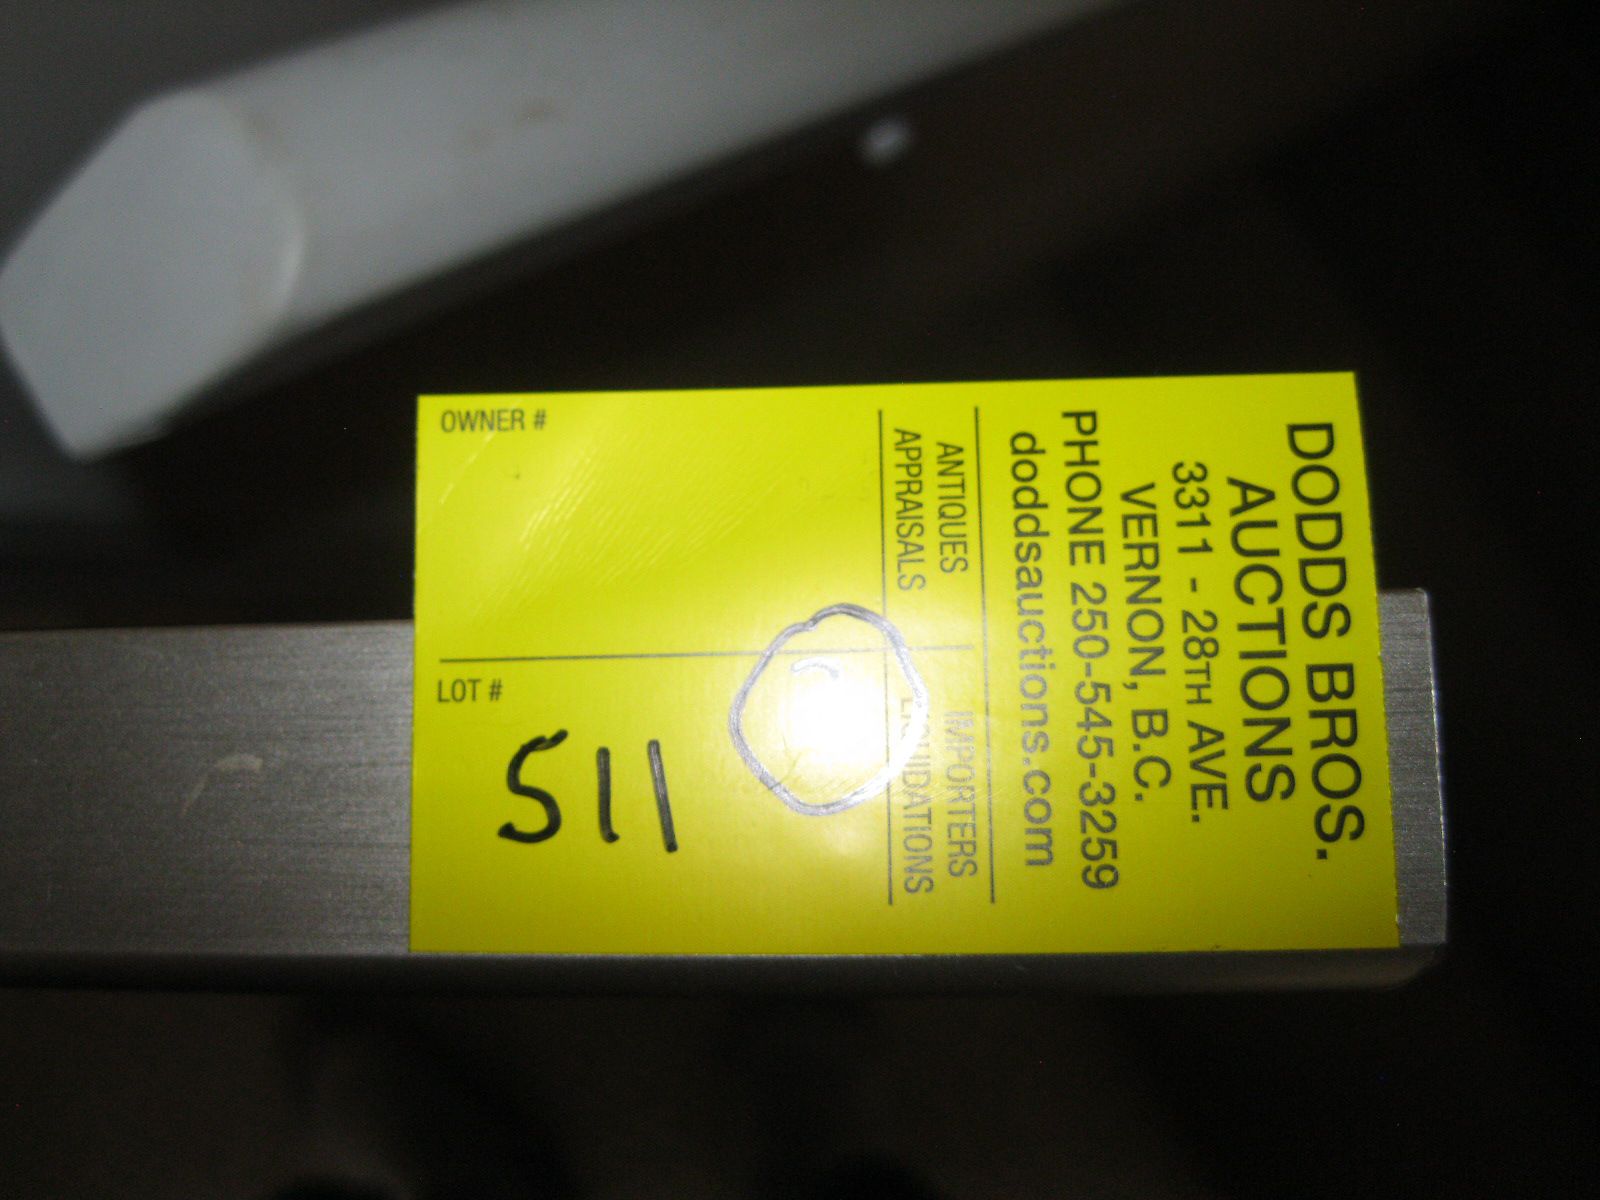 DODDS BROS.
AUCTIONS
3311 - 28TH AVE.
VERNON, B.C.
PHONE 250-545-3259
doddsauctions.com
ANTIQUES IMPORTERS
APPRAISALS LIQUIDATIONS
OWNER #
LOT #
511